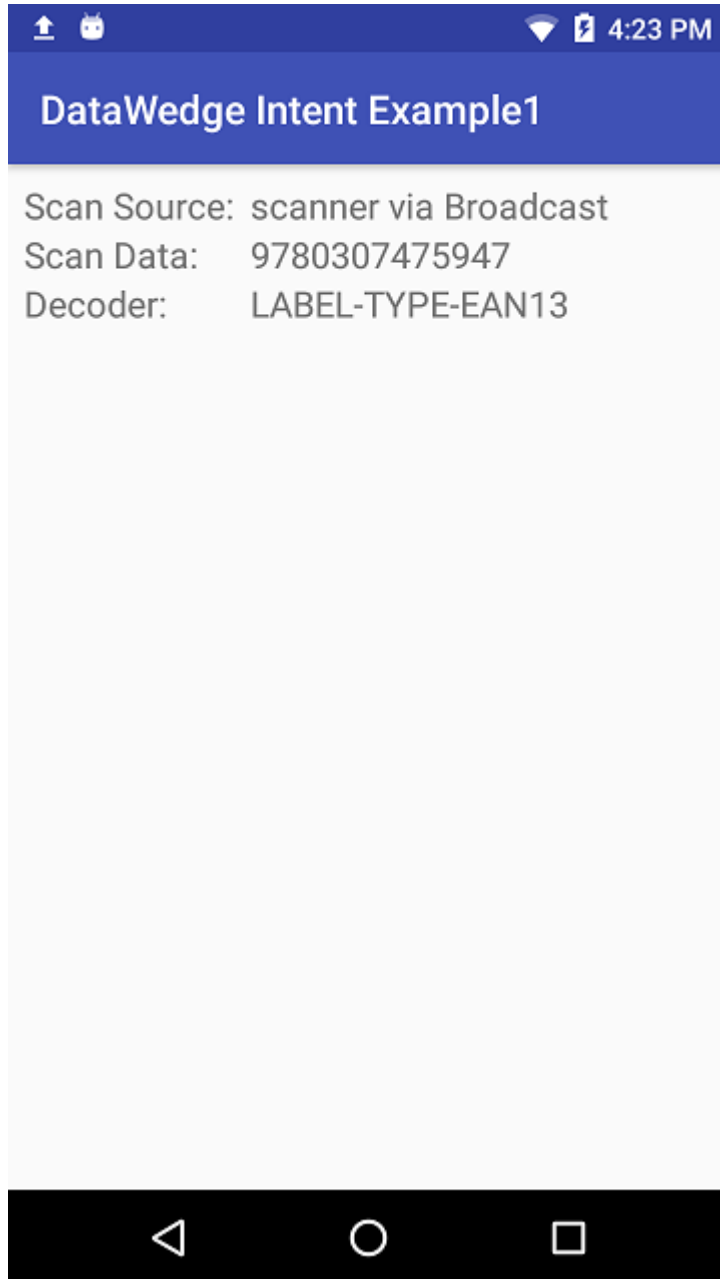 4:23 PM
DataWedge Intent Example1
Scan Source: scanner via Broadcast
Scan Data: 9780307475947
Decoder: LABEL-TYPE-EAN13